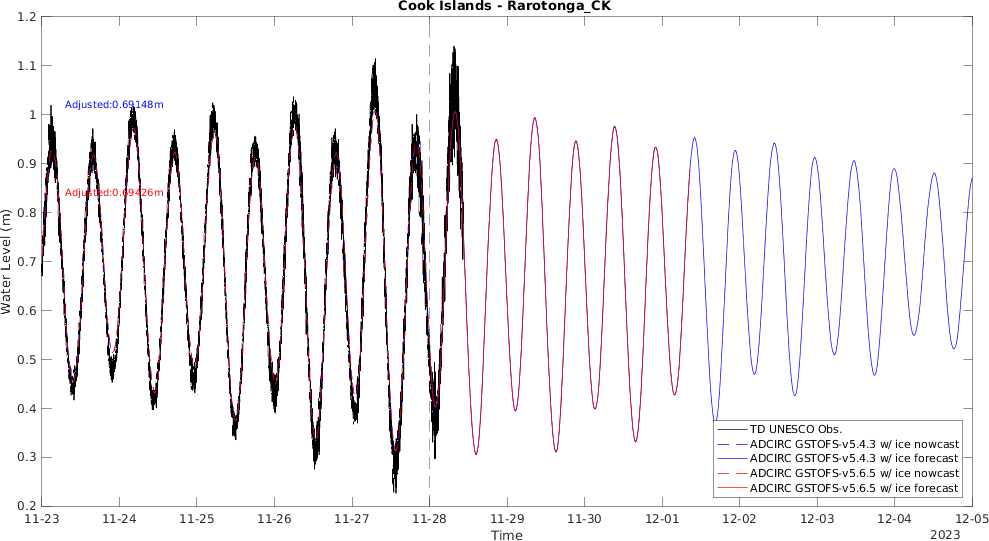 Cook Islands - Rarotonga_CK
1.2
1.1
1
0.9
0.8
0.7
0.6
0.5
0.4
0.3
0.2
Water Level (m)
Adjusted:0.69148m
Adjusted:0.69426m
TD UNESCO Obs.
ADCIRC GSTOFS-v5.4.3 w/ ice nowcast
ADCIRC GSTOFS-v5.4.3 w/ ice forecast
ADCIRC GSTOFS-v5.6.5 w/ ice nowcast
ADCIRC GSTOFS-v5.6.5 w/ ice forecast
11-23 11-24 11-25 11-26 11-27 11-28 11-29 11-30 12-01 12-02 12-03 12-04 12-05
Time
2023